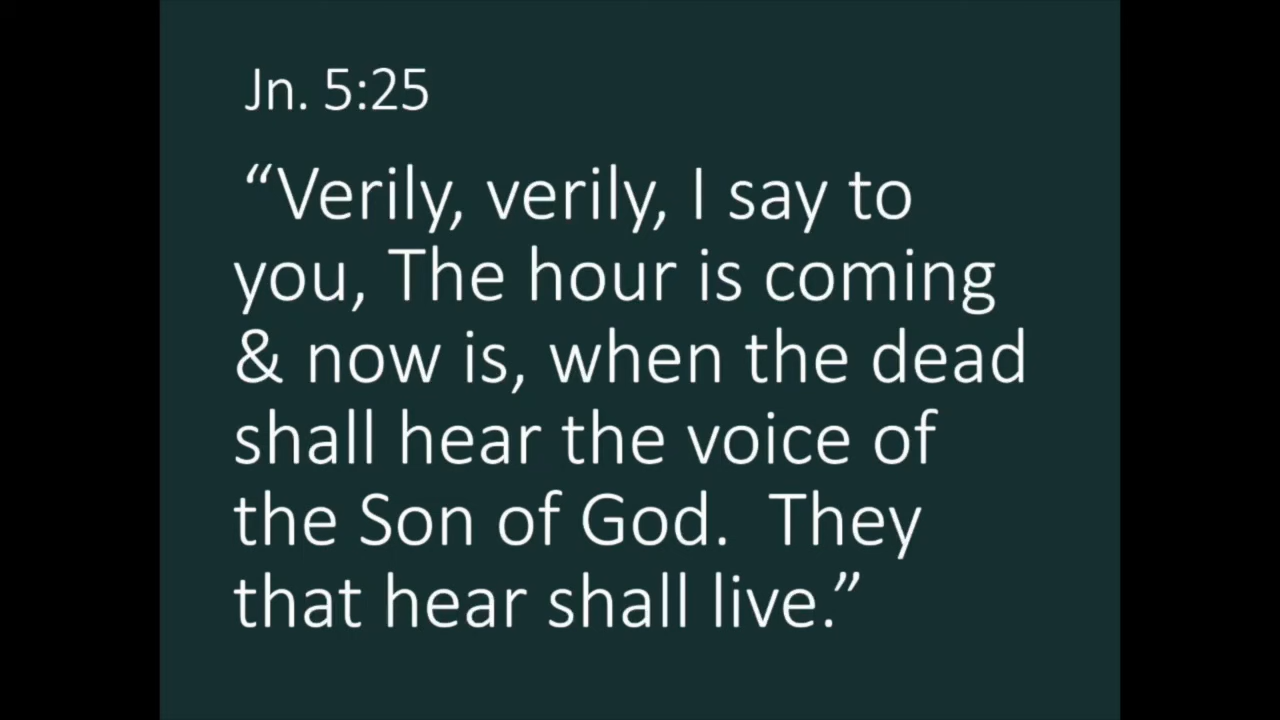 Jn. 5:25
“Verily, verily, I say to
you, The hour is coming
& now is, when the dead
shall hear the voice of
the Son of God.  They
that hear shall live.”